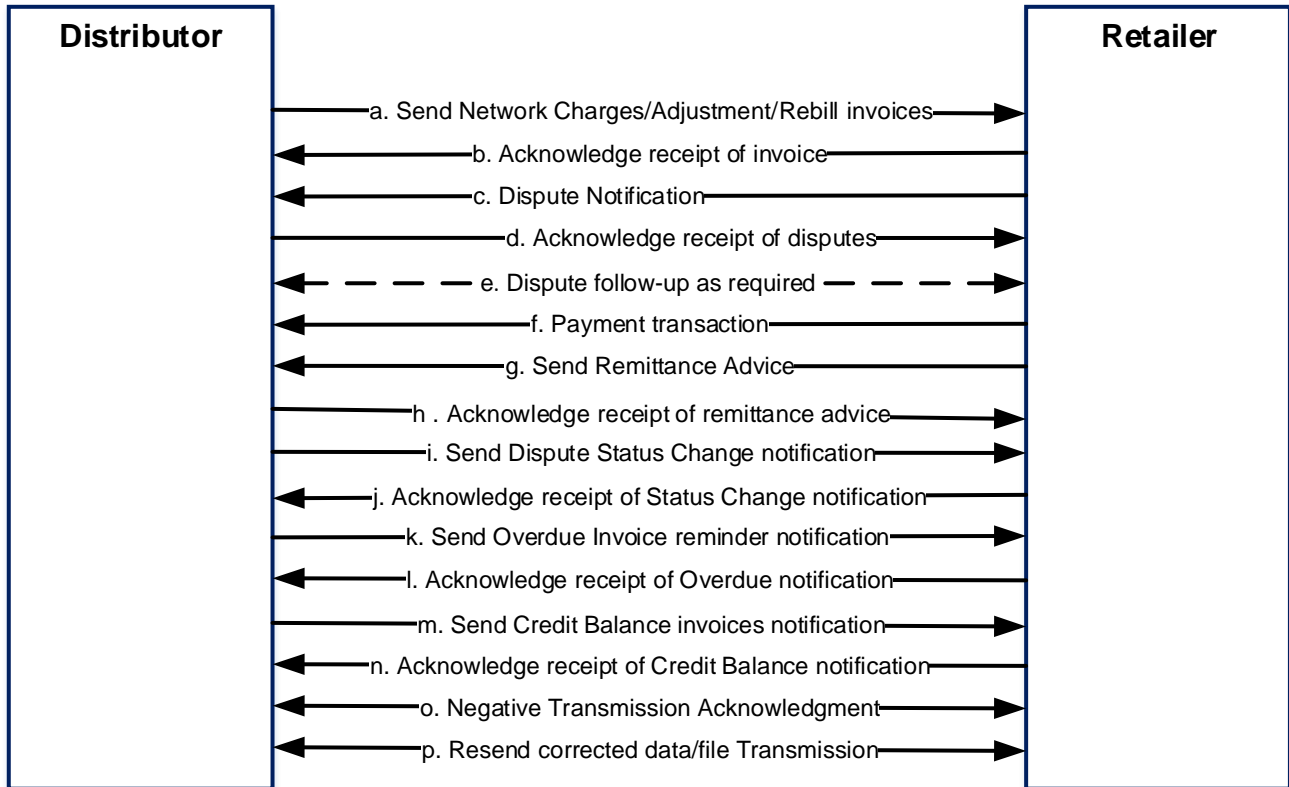 Distributor
Retailer
a. Send Network Charges/Adjustment/Rebill invoices
b. Acknowledge receipt of invoice
c. Dispute Notification
d. Acknowledge receipt of disputes
e. Dispute follow-up as required
f. Payment transaction
g. Send Remittance Advice
h . Acknowledge receipt of remittance advice
i. Send Dispute Status Change notification
j. Acknowledge receipt of Status Change notification
k. Send Overdue Invoice reminder notification
l. Acknowledge receipt of Overdue notification
m. Send Credit Balance invoices notification
n. Acknowledge receipt of Credit Balance notification
o. Negative Transmission Acknowledgment
p. Resend corrected data/file Transmission